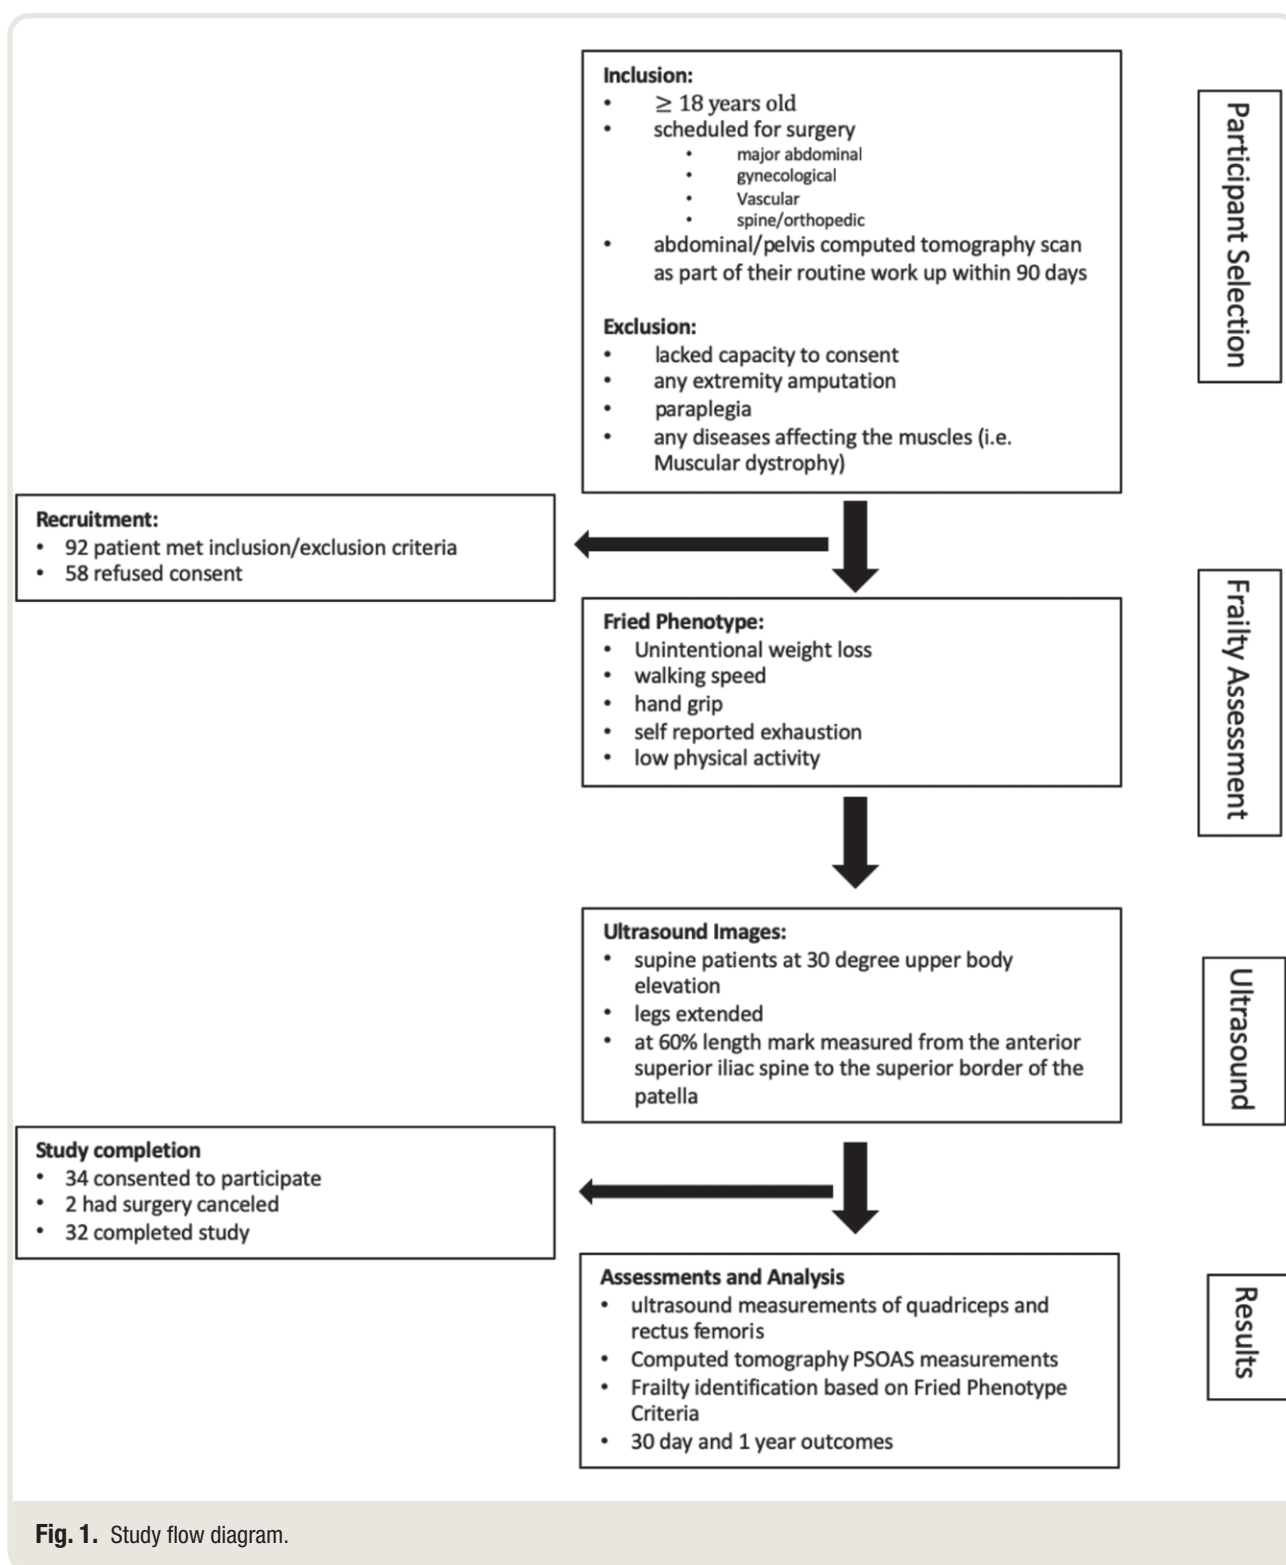 Inclusion:
• ≥ 18 years old
• scheduled for surgery
• major abdominal
• gynecological
• Vascular
• spine/orthopedic
• abdominal/pelvis computed tomography scan
as part of their routine work up within 90 days
Exclusion:
• lacked capacity to consent
• any extremity amputation
• paraplegia
• any diseases affecting the muscles (i.e.
Muscular dystrophy)
Participant Selection
Recruitment:
• 92 patient met inclusion/exclusion criteria
• 58 refused consent
Fried Phenotype:
• Unintentional weight loss
• walking speed
• hand grip
• self reported exhaustion
• low physical activity
Frailty Assessment
Ultrasound Images:
• supine patients at 30 degree upper body
elevation
• legs extended
• at 60% length mark measured from the anterior
superior iliac spine to the superior border of the
patella
Ultrasound
Study completion
• 34 consented to participate
• 2 had surgery canceled
• 32 completed study
Assessments and Analysis
• ultrasound measurements of quadriceps and
rectus femoris
• Computed tomography PSOAS measurements
• Frailty identification based on Fried Phenotype
Criteria
• 30 day and 1 year outcomes
Results
Fig. 1. Study flow diagram.